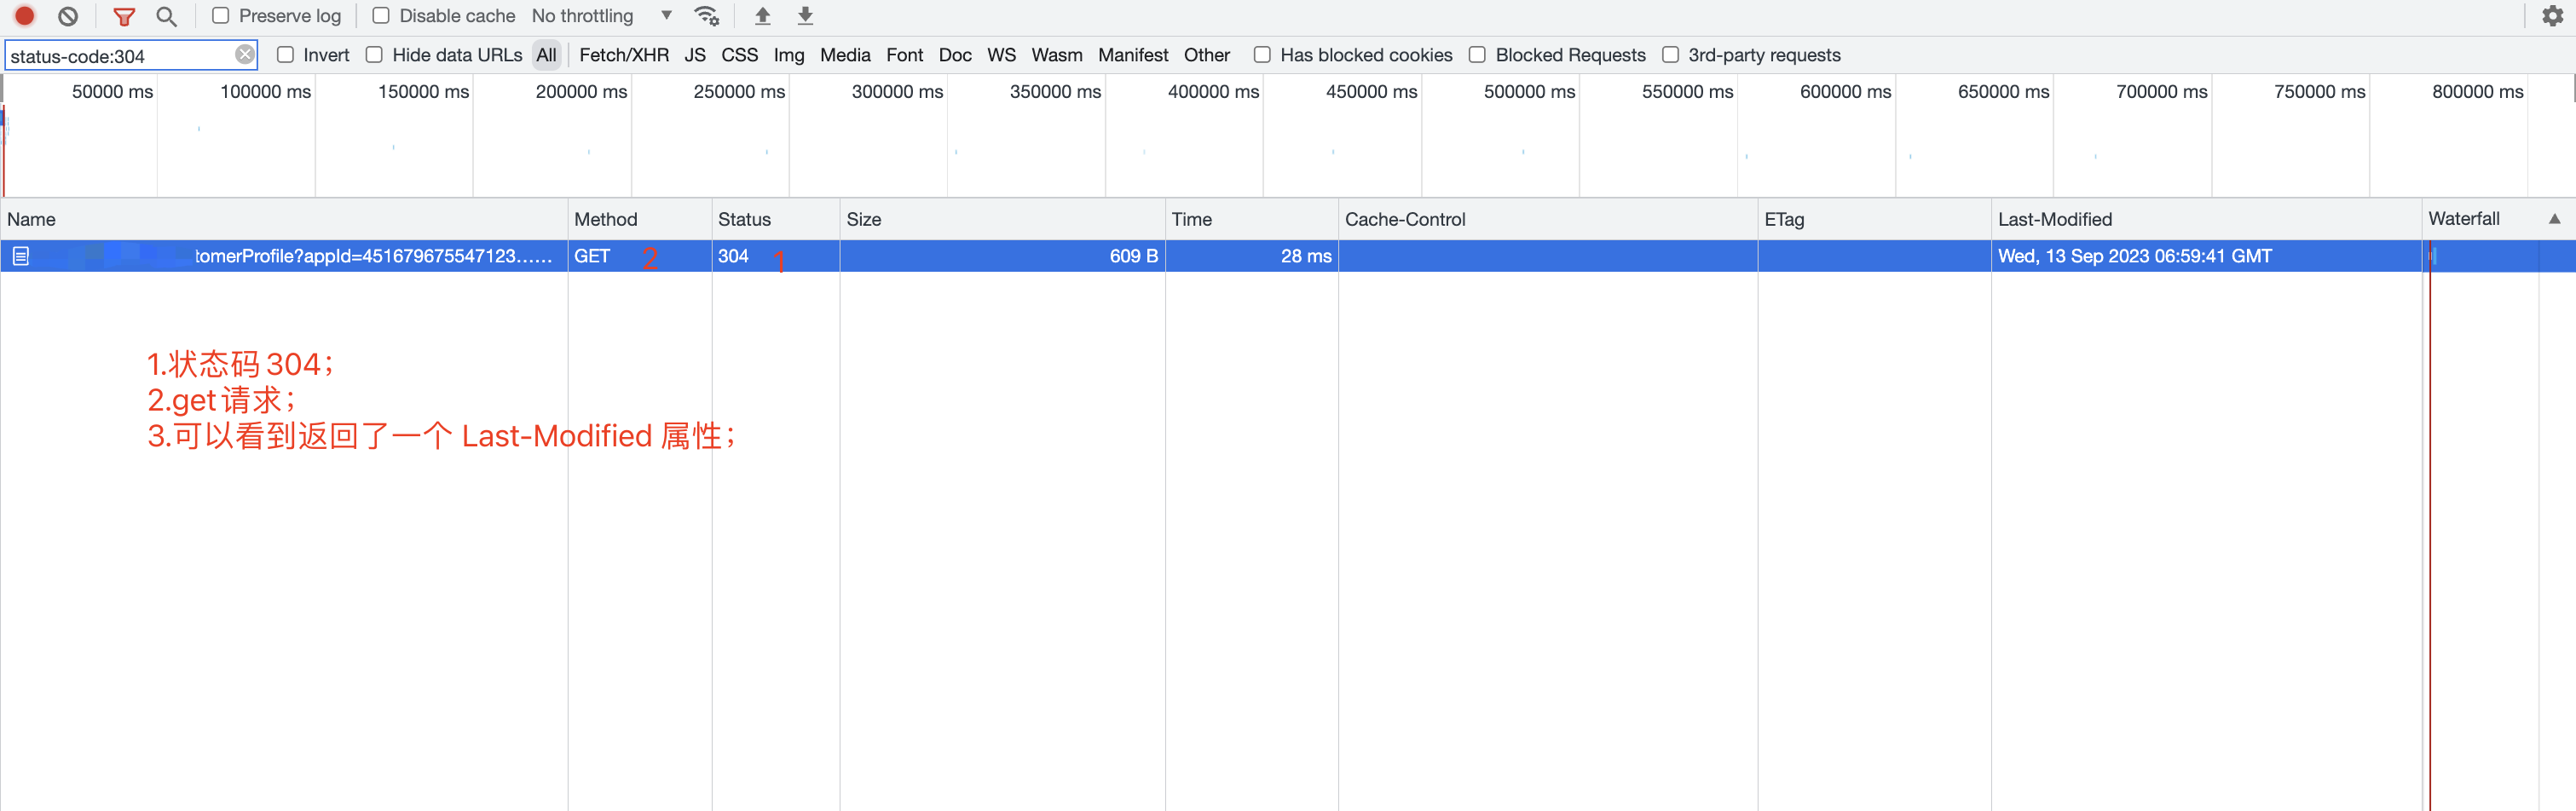 Preserve log Disable cache No throttling
status-code:304 Invert Hide data URLs All Fetch/XHR JS CSS Img Media Font Doc WS Wasm Manifest Other Has blocked cookies Blocked Requests 3rd-party requests
50000 ms 100000 ms 150000 ms 200000 ms 250000 ms 300000 ms 350000 ms 400000 ms 450000 ms 500000 ms 550000 ms 600000 ms 650000 ms 700000 ms 750000 ms 800000 ms
Name Method Status Size Time Cache-Control ETag Last-Modified Waterfall
tomerProfile?appId=451679675547123...... GET 2 304 1 609 B 28 ms Wed, 13 Sep 2023 06:59:41 GMT
1.状态码304；
2.get请求；
3.可以看到返回了一个 Last-Modified 属性；